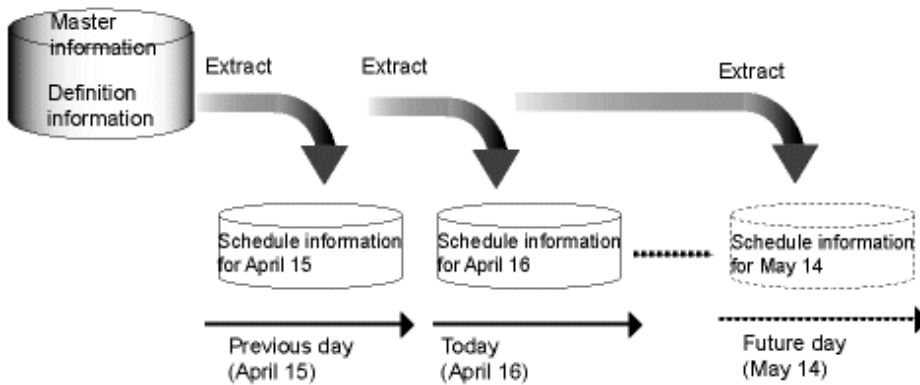 Master
information
Definition
information
Extract
Extract
Extract
Schedule information
for April 15
Schedule information
for April 16
Schedule information
for May 14
Previous day
(April 15)
Today
(April 16)
Future day
(May 14)